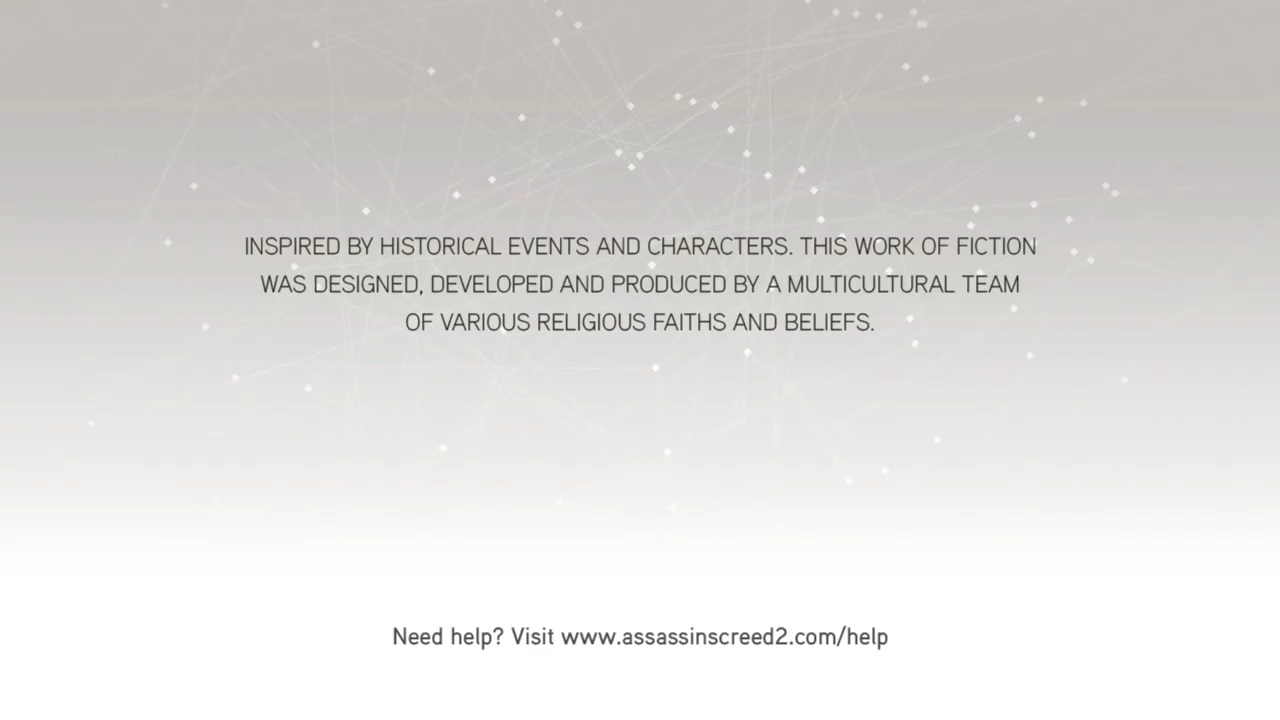 INSPIRED BY HISTORICAL EVENTS AND CHARACTERS. THIS WORK OF FICTION
WAS DESIGNED, DEVELOPED AND PRODUCED BY A MULTICULTURAL TEAM
OF VARIOUS RELIGIOUS FAITHS AND BELIEFS.
Need help? Visit www.assassinscreed2.com/help